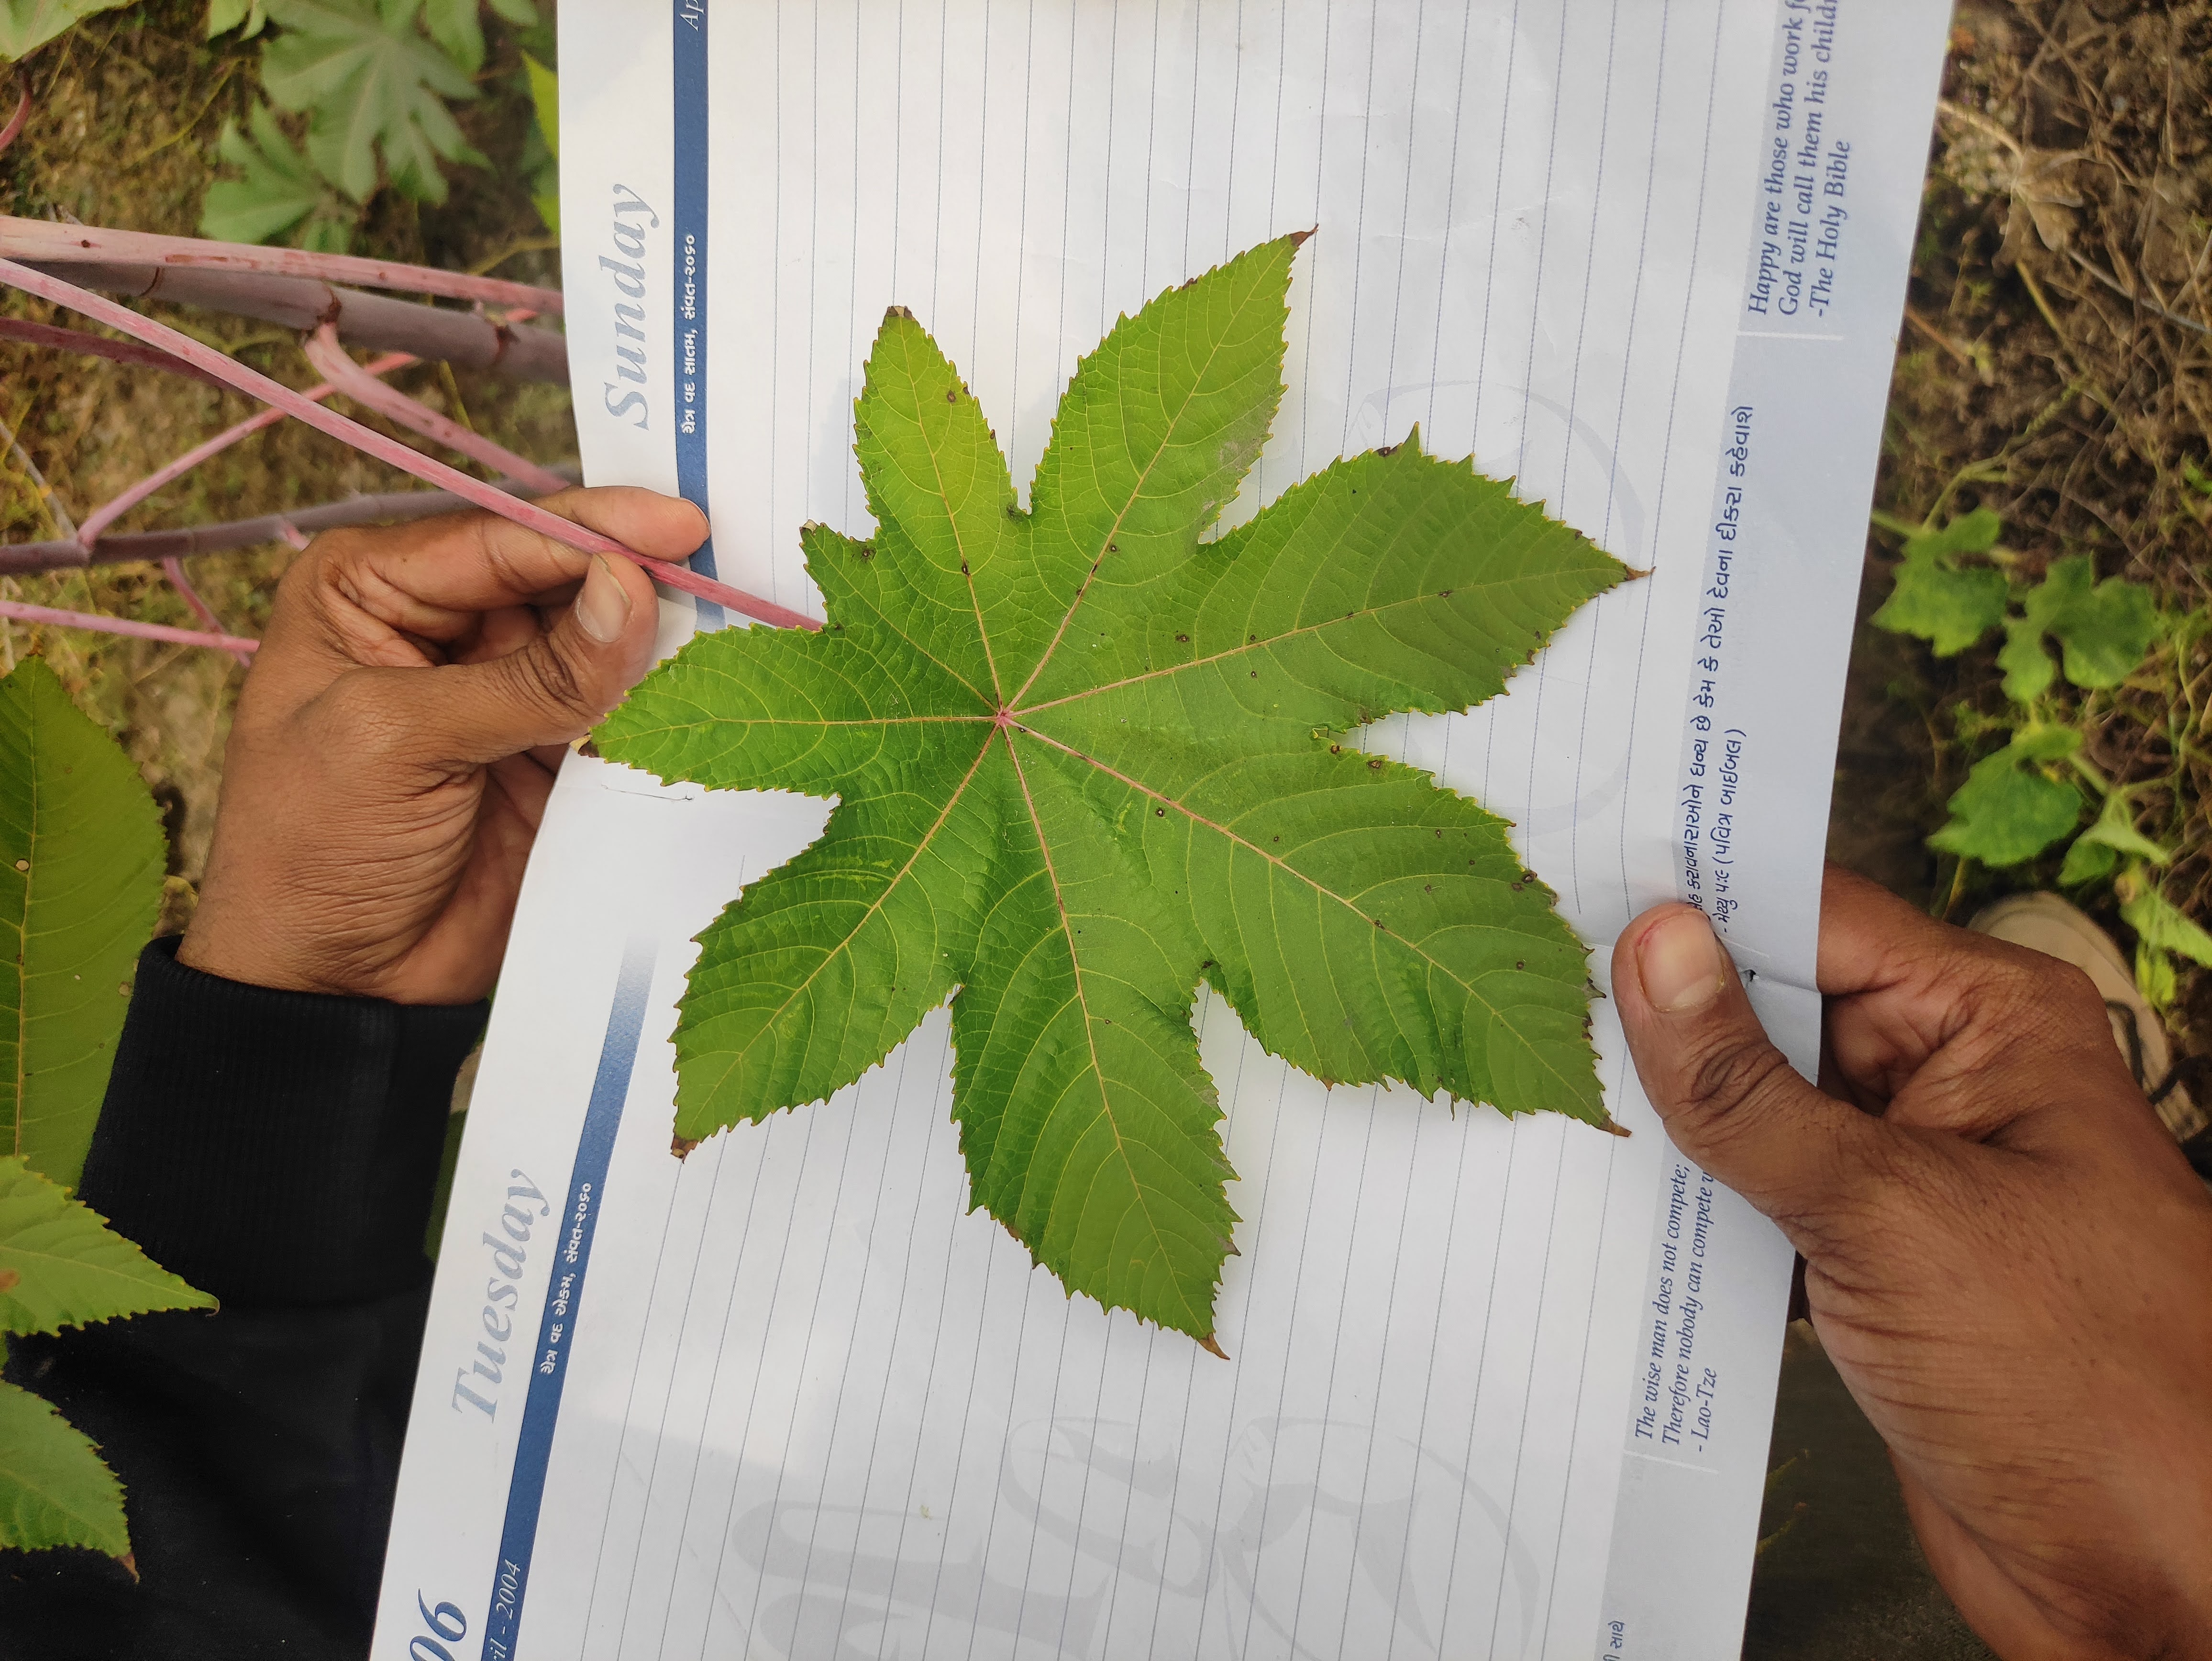 06
Tuesday
ril - 2004
ચૈત્ર વદ એકમ, સંવત-૨૦૬૦
સાથે
The wise man does not compete;
Therefore nobody can compete
- Lao-Tze
Sunday
ચૈત્ર વદ સાતમ, સંવત-૨૦૬૦
Ap
કરાવનારાઓને ધન્ય છે કેમ કે તેઓ દેવના દીકરા કહેવાશે
- મેથ્યુ ૫:૯ (પવિત્ર બાઈબલ)
Happy are those who work
God will call them his child
-The Holy Bible